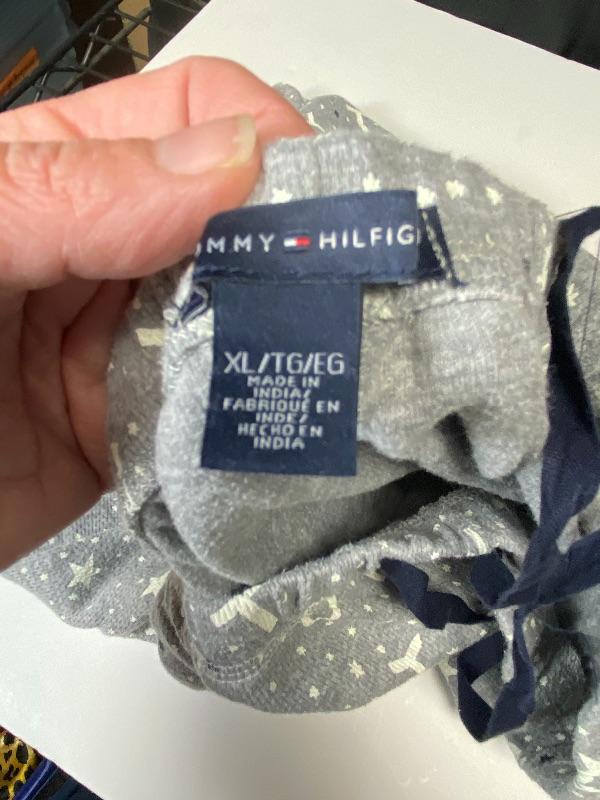 OMMY HILFIG
XL/TG/EG
MADE IN
INDIA/
FABRIQUÉ EN
INDE/
HECHO EN
INDIA